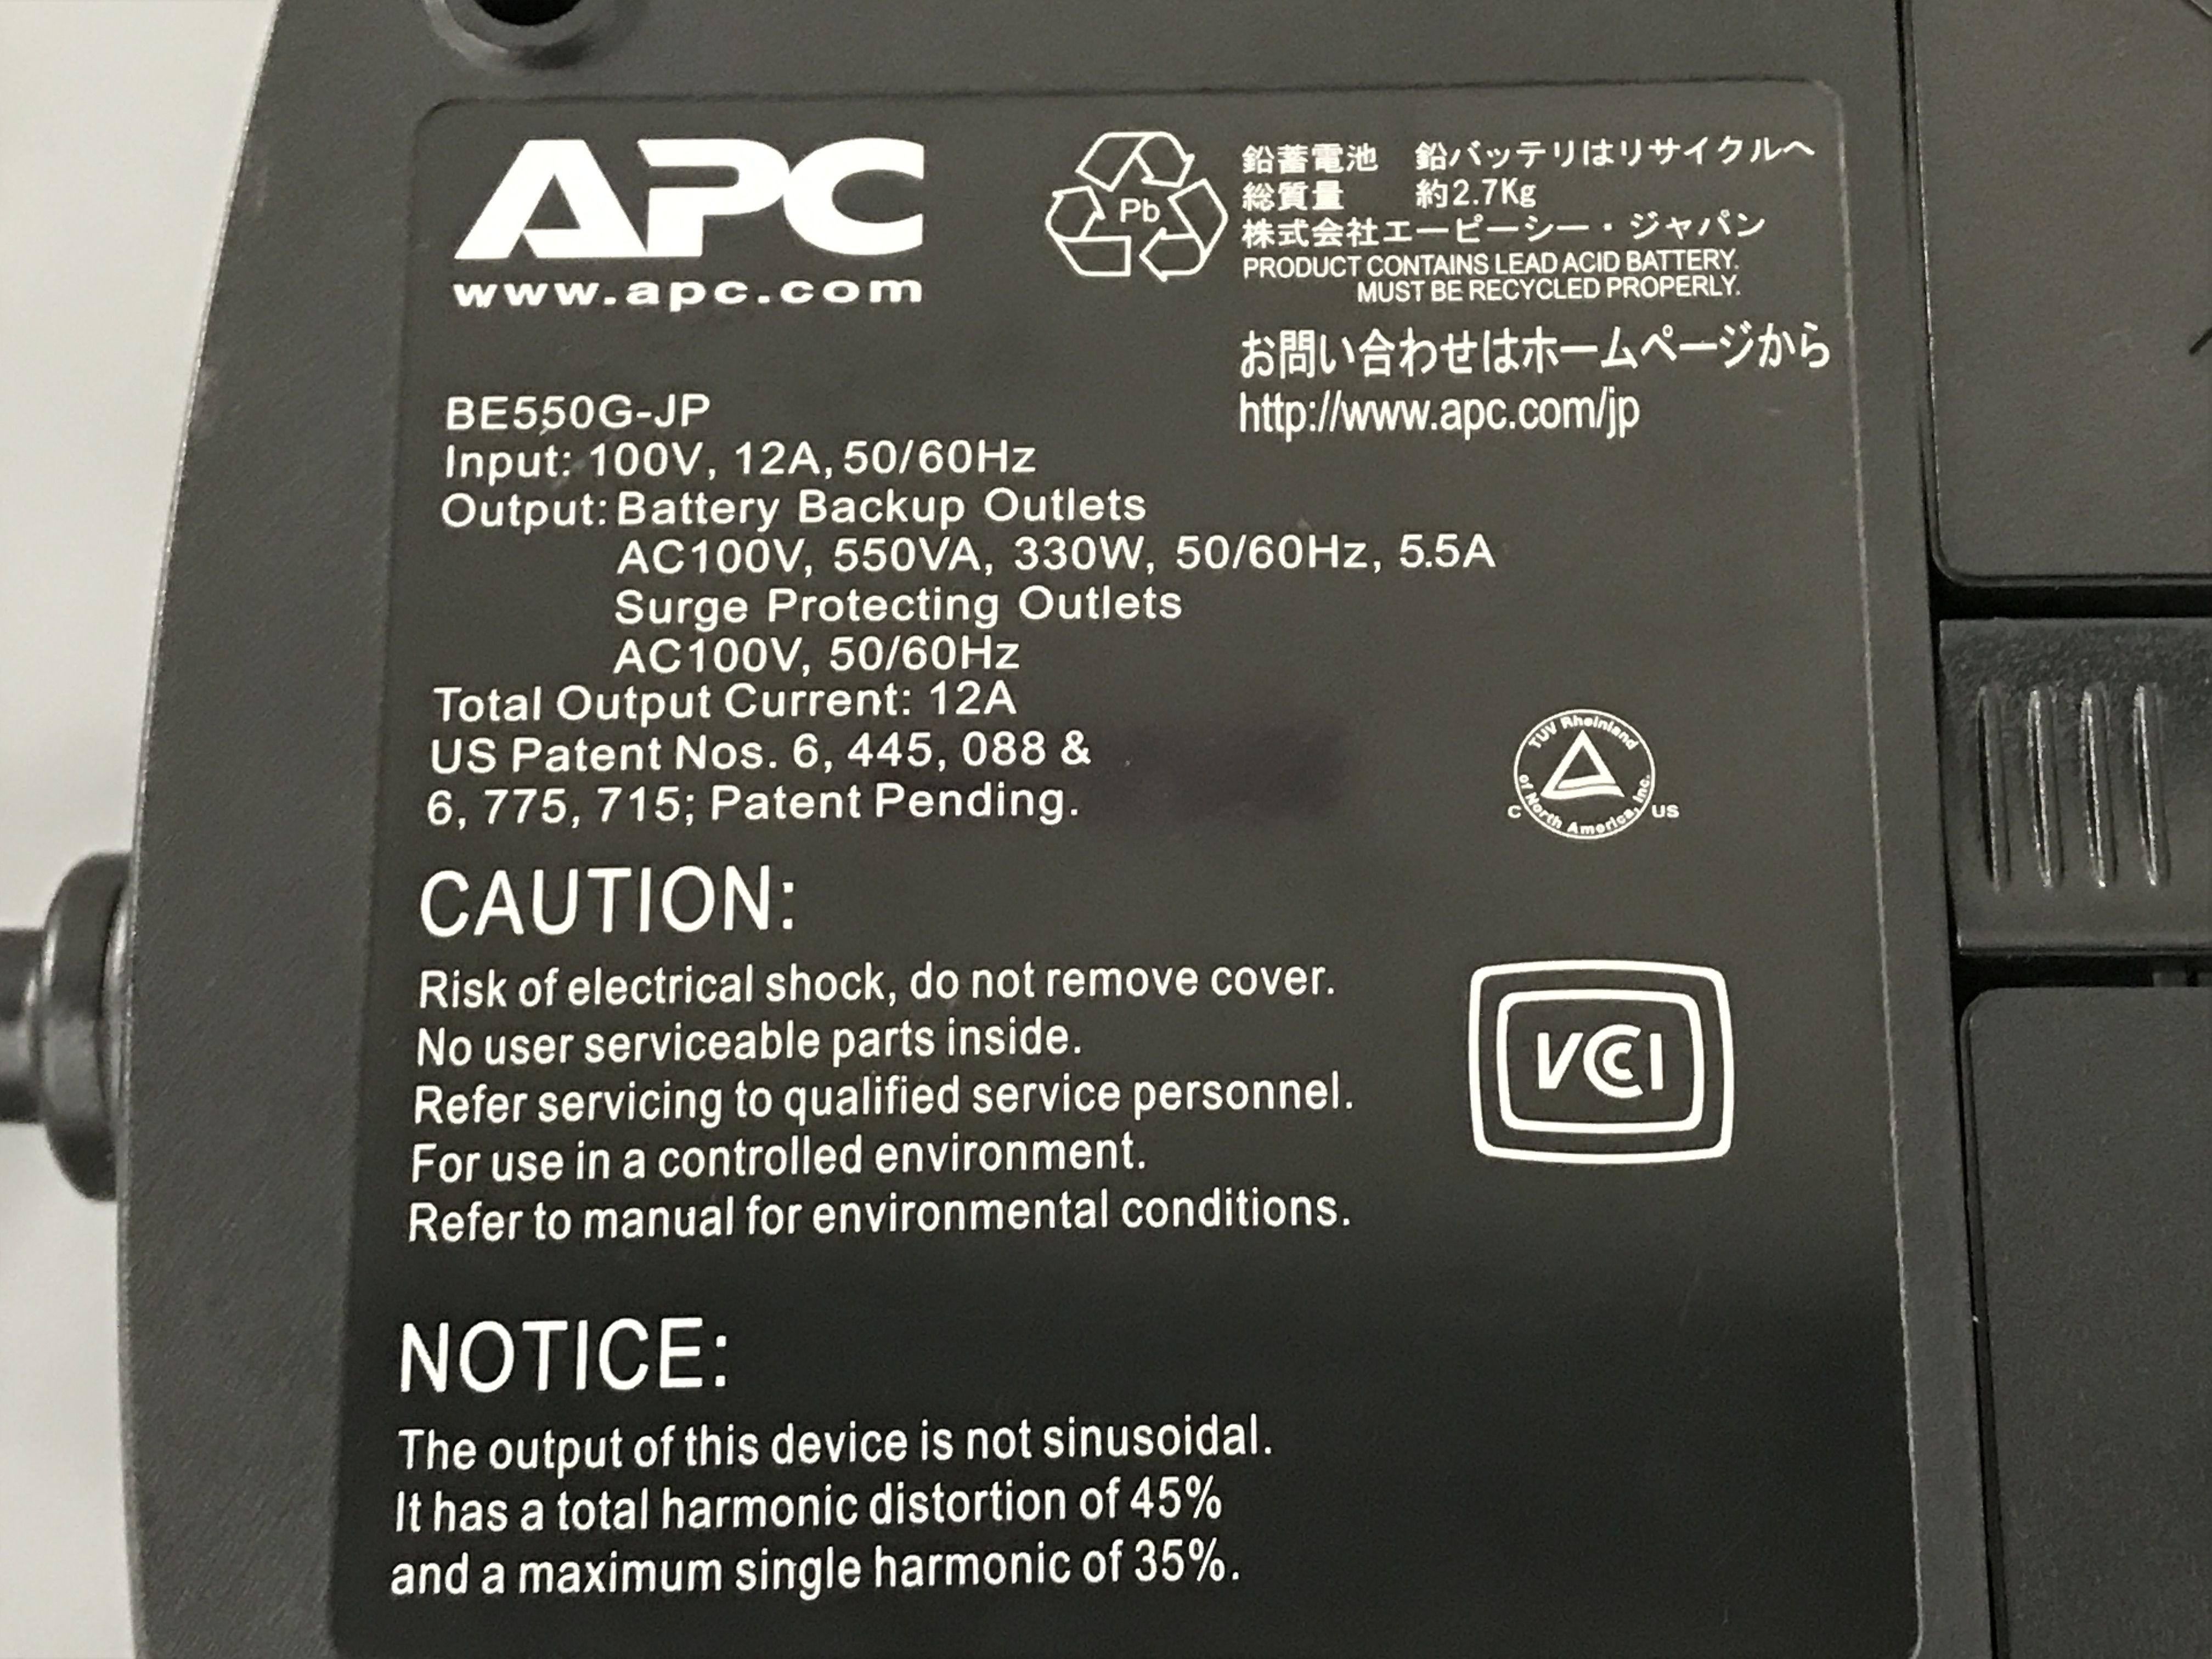 APC
www.apc.com
Pb
鉛蓄電池 鉛バッテリはリサイクルへ
総質量 約2.7Kg
株式会社エーピーシー・ジャパン
PRODUCT CONTAINS LEAD ACID BATTERY.
MUST BE RECYCLED PROPERLY.
お問い合わせはホームページから
http://www.apc.com/jp
BE550G-JP
Input: 100V, 12A, 50/60Hz
Output: Battery Backup Outlets
AC100V, 550VA, 330W, 50/60Hz, 5.5A
Surge Protecting Outlets
AC100V, 50/60Hz
Total Output Current: 12A
US Patent Nos. 6, 445, 088 &
6, 775, 715; Patent Pending.
TUV Rheinland
of North America, Inc.
C US
CAUTION:
Risk of electrical shock, do not remove cover.
No user serviceable parts inside.
Refer servicing to qualified service personnel.
For use in a controlled environment.
Refer to manual for environmental conditions.
VCCI
NOTICE:
The output of this device is not sinusoidal.
It has a total harmonic distortion of 45%
and a maximum single harmonic of 35%.